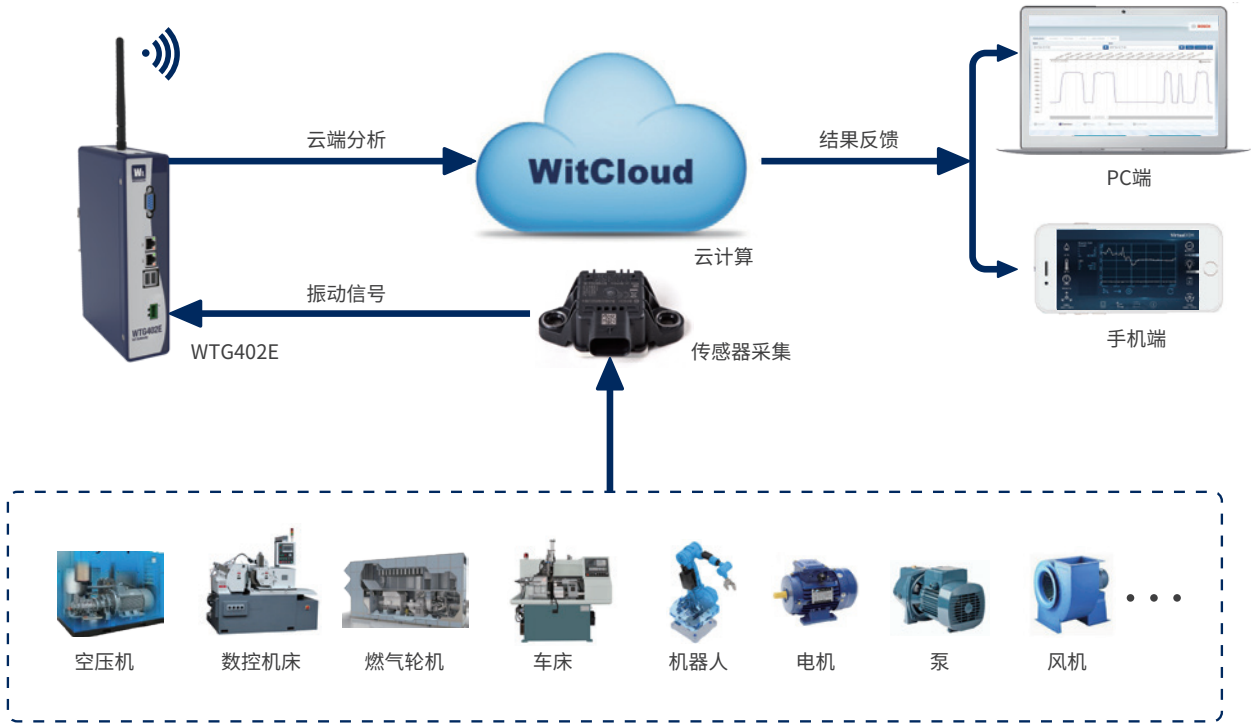 云端分析
WitCloud
结果反馈
PC端
云计算
振动信号
WTG402E
WTG402E
传感器采集
手机端
空压机
数控机床
燃气轮机
车床
机器人
电机
泵
风机